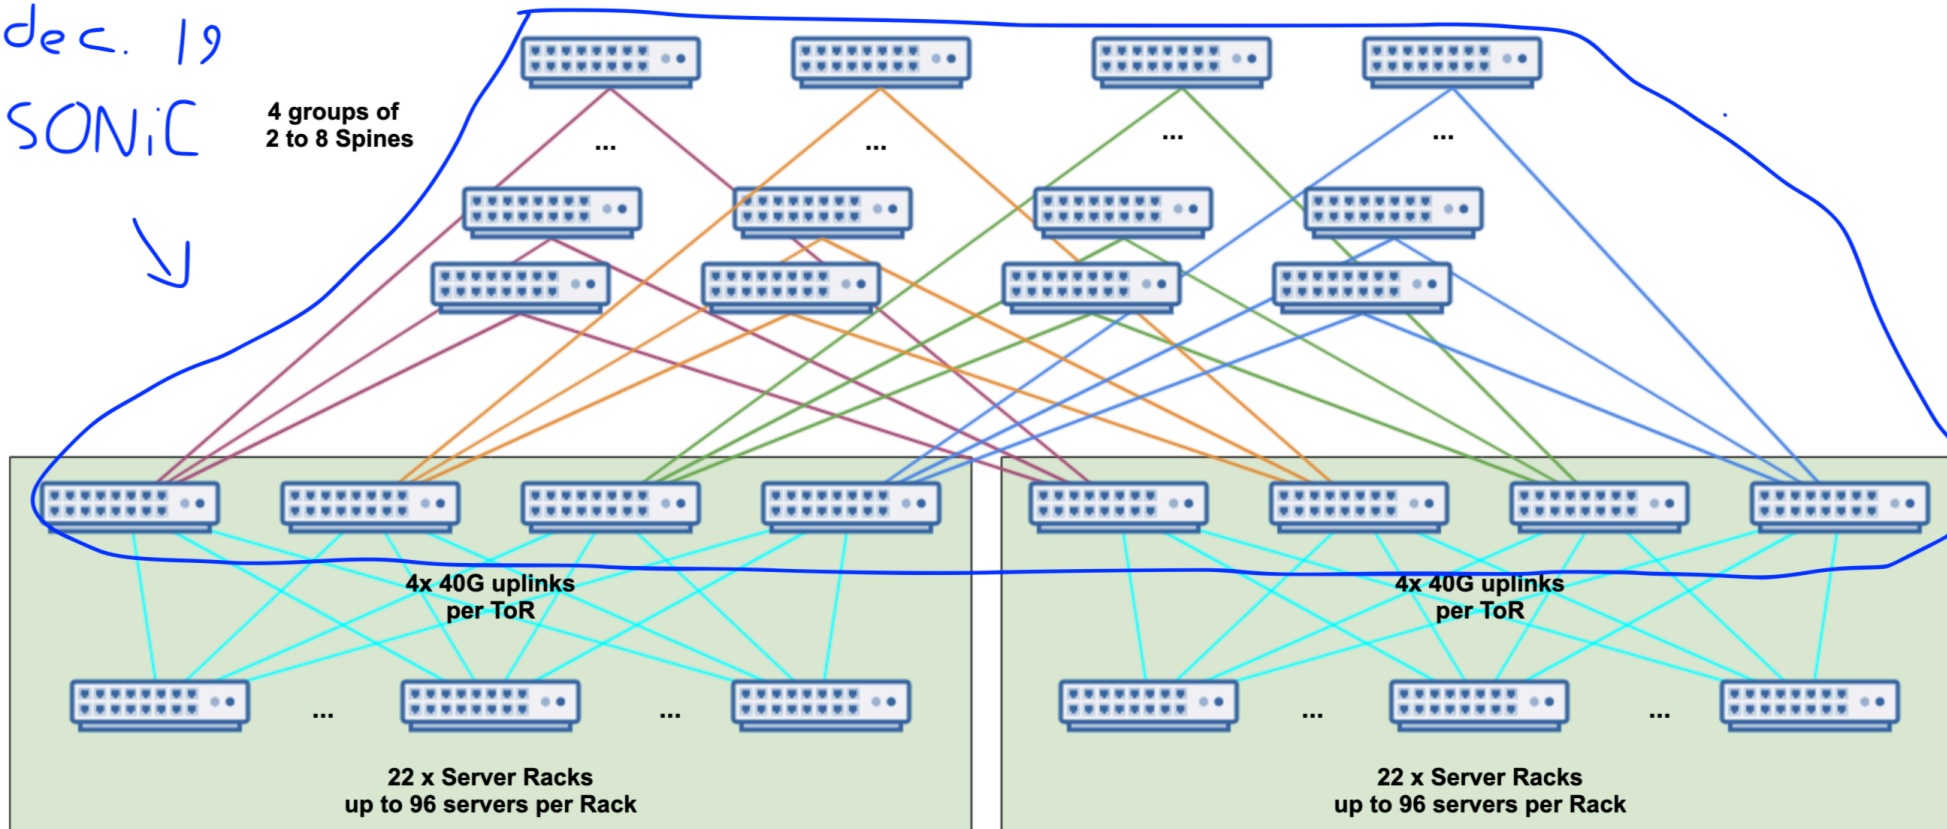 dec. 19
SONiC
4 groups of
2 to 8 Spines
...
...
...
...
4x 40G uplinks
per ToR
4x 40G uplinks
per ToR
...
...
...
...
22 x Server Racks
up to 96 servers per Rack
22 x Server Racks
up to 96 servers per Rack